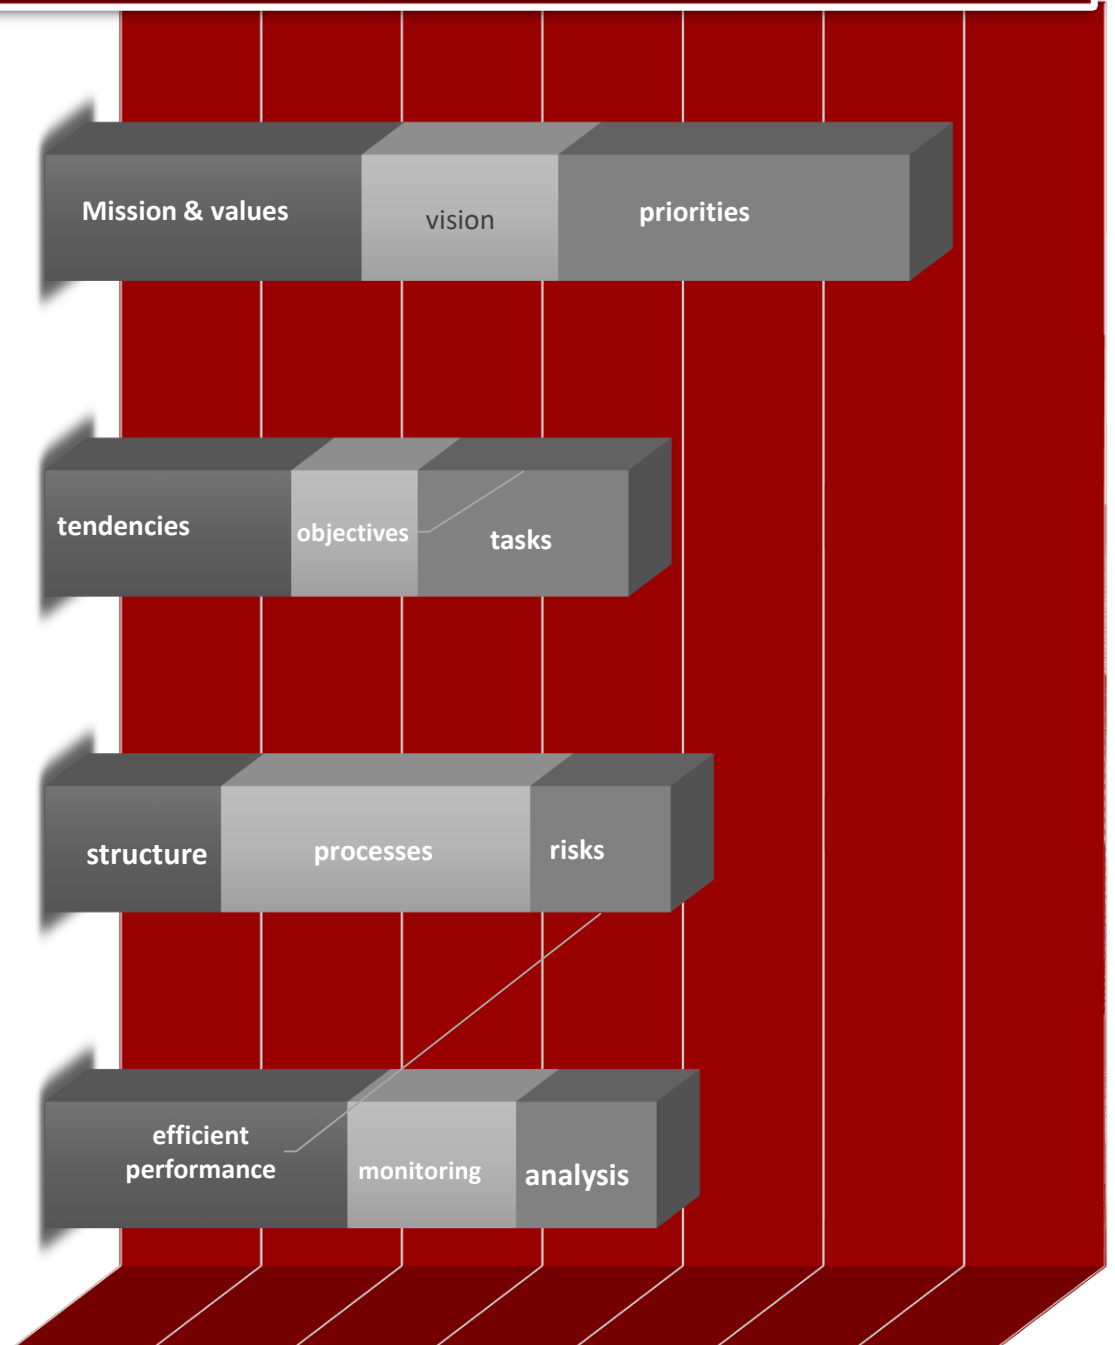 Mission & values
vision
priorities
tendencies
objectives
tasks
structure
processes
risks
efficient
performance
monitoring
analysis